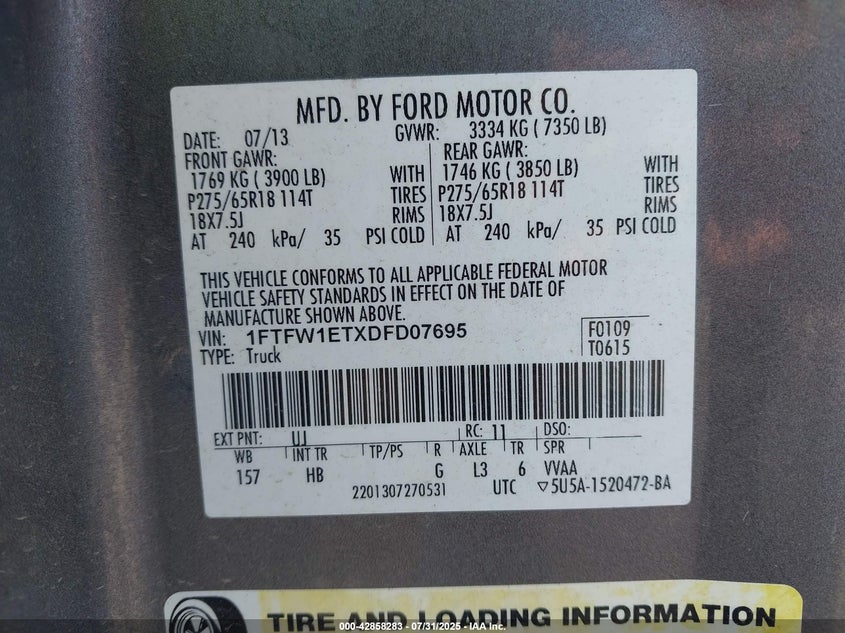 MFD. BY FORD MOTOR CO.
DATE: 07/13 GVWR: 3334 KG ( 7350 LB)
FRONT GAWR: REAR GAWR:
1769 KG ( 3900 LB) WITH 1746 KG ( 3850 LB) WITH
P275/65R18 114T TIRES P275/65R18 114T TIRES
18X7.5J RIMS 18X7.5J RIMS
AT 240 kPa/ 35 PSI COLD AT 240 kPa/ 35 PSI COLD
THIS VEHICLE CONFORMS TO ALL APPLICABLE FEDERAL MOTOR
VEHICLE SAFETY STANDARDS IN EFFECT ON THE DATE OF
MANUFACTURE SHOWN ABOVE.
VIN: 1FTFW1ETXDFD07695 F0109
TYPE: Truck T0615
EXT PNT: UJ RC: 11 DSO:
WB INT TR TP/PS R AXLE TR SPR
157 HB G L3 6 VVAA
2201307270531 UTC ▽5U5A-1520472-BA
TIRE AND LOADING INFORMATION
000-42858283 - 07/31/2025 - IAA Inc.